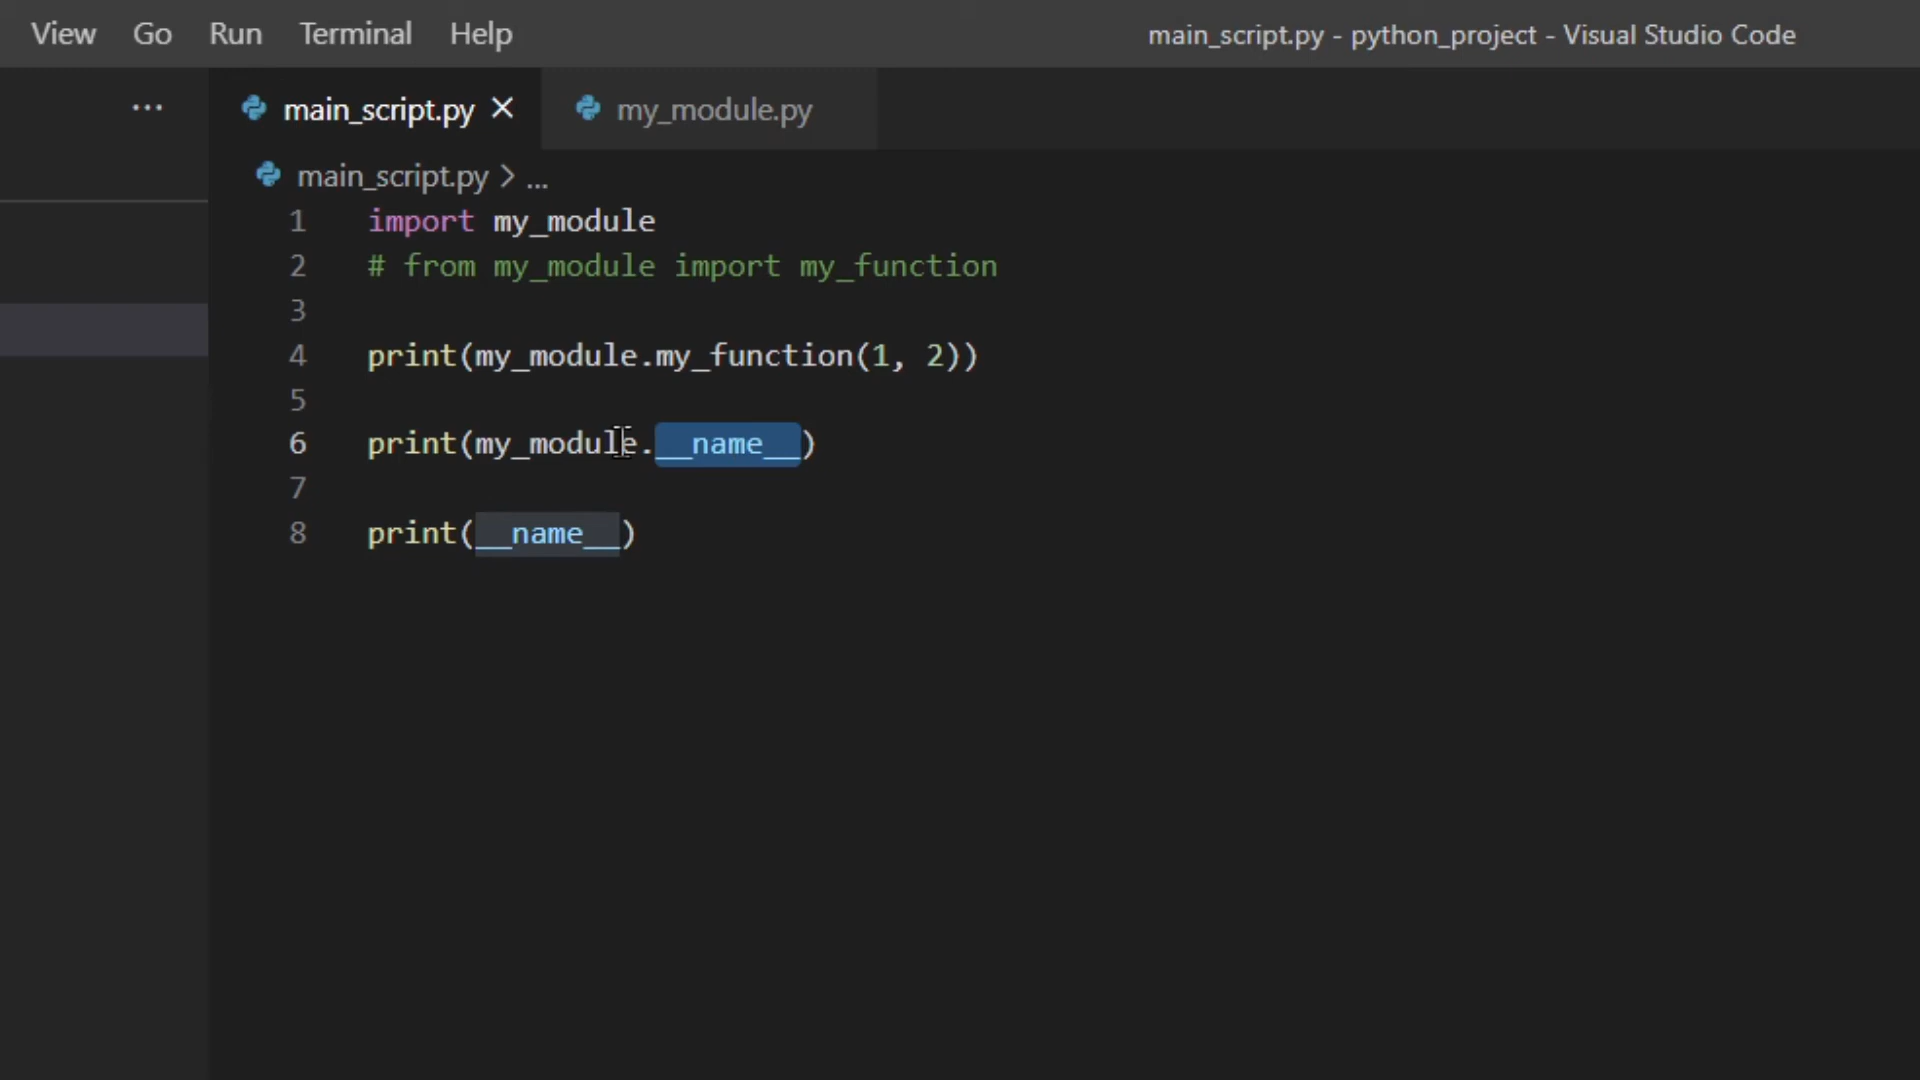 View Go Run Terminal Help main_script.py - python_project - Visual Studio Code
... main_script.py × my_module.py
main_script.py > ...
1 import my_module
2 # from my_module import my_function
3
4 print(my_module.my_function(1, 2))
5
6 print(my_module.__name__)
7
8 print(__name__)